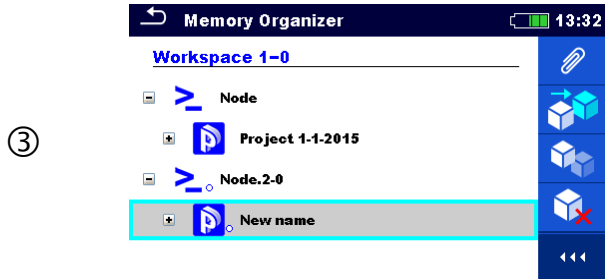 Memory Organizer 13:32
Workspace 1-0
Node
③
Project 1-1-2015
Node.2-0
New name